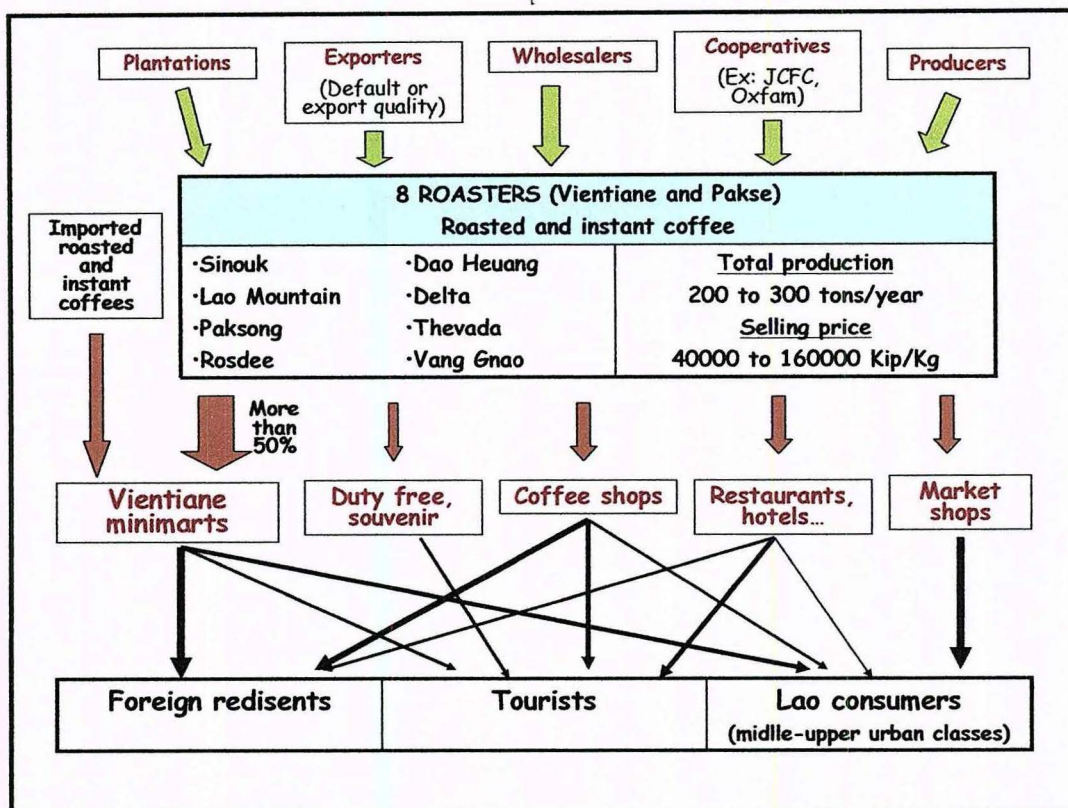 Plantations
Exporters
(Default or
export quality)
Wholesalers
Cooperatives
(Ex: JCFC,
Oxfam)
Producers
8 ROASTERS (Vientiane and Pakse)
Roasted and instant coffee
Imported
roasted
and
instant
coffees
·Sinouk
·Lao Mountain
·Paksong
·Rosdee
·Dao Heuang
·Delta
·Thevada
·Vang Gnao
Total production
200 to 300 tons/year
Selling price
40000 to 160000 Kip/Kg
More
than
50%
Vientiane
minimarts
Duty free,
souvenir
Coffee shops
Restaurants,
hotels...
Market
shops
Foreign redisents
Tourists
Lao consumers
(midlle-upper urban classes)